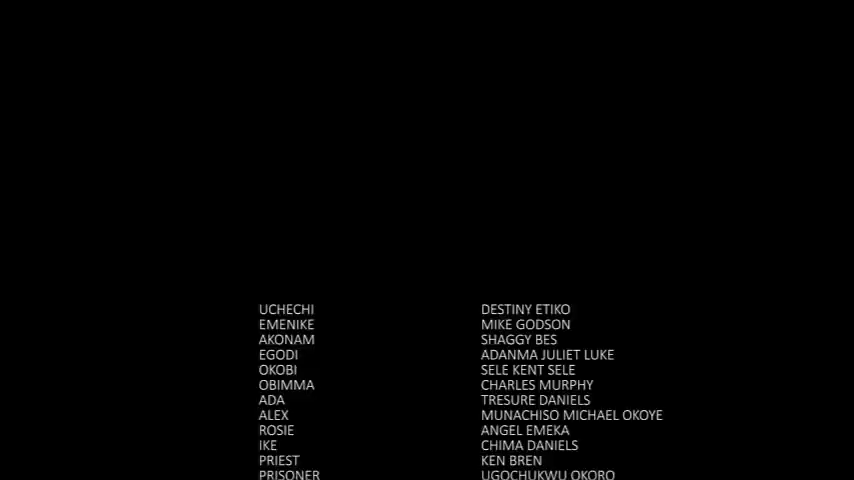 UCHECHI DESTINY ETIKO
EMENIKE MIKE GODSON
AKONAM SHAGGY BES
EGODI ADANMA JULIET LUKE
OKOBI SELE KENT SELE
OBIMMA CHARLES MURPHY
ADA TRESURE DANIELS
ALEX MUNACHISO MICHAEL OKOYE
ROSIE ANGEL EMEKA
IKE CHIMA DANIELS
PRIEST KEN BREN
PRISONER UGOCHUKWU OKORO